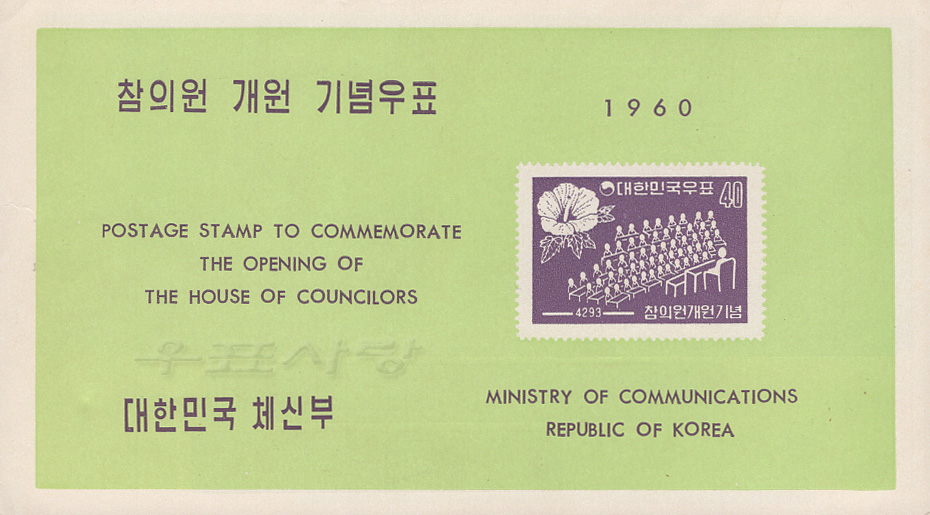 참의원 개원 기념우표
1960
대한민국우표 40
4293
참의원개원기념
POSTAGE STAMP TO COMMEMORATE
THE OPENING OF
THE HOUSE OF COUNCILORS
우표사랑
대한민국 체신부
MINISTRY OF COMMUNICATIONS
REPUBLIC OF KOREA